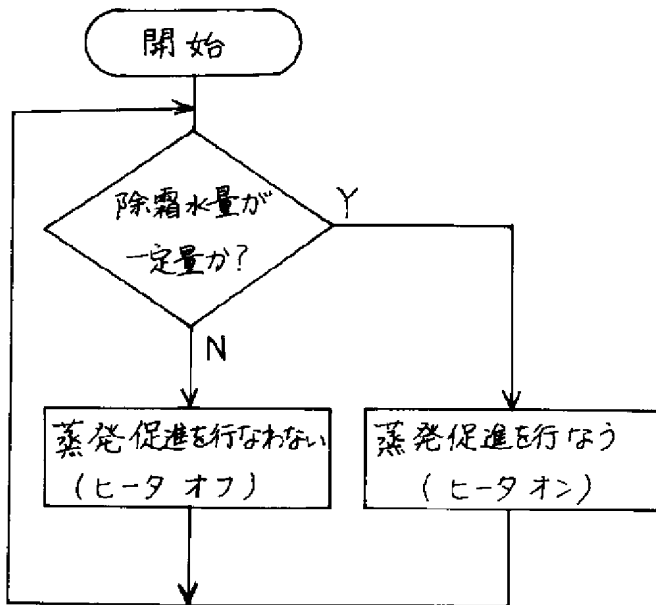 開始
除霜水量が
一定量か?
Y
N
蒸発促進を行なわない
(ヒータオフ)
蒸発促進を行なう
(ヒータオン)